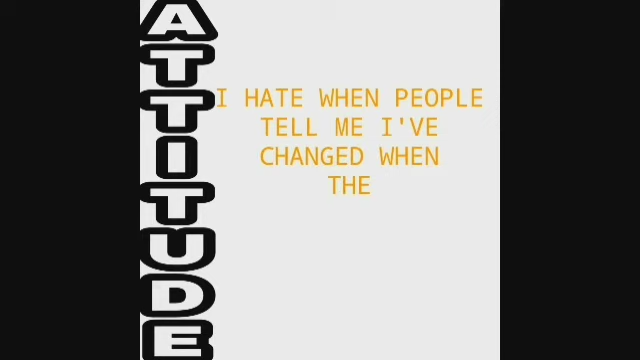 ATTITUDE
I HATE WHEN PEOPLE
TELL ME I'VE
CHANGED WHEN
THE